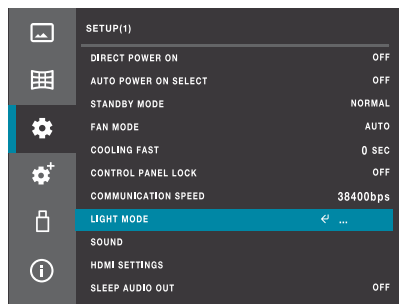 SETUP(1)
DIRECT POWER ON OFF
AUTO POWER ON SELECT OFF
STANDBY MODE NORMAL
FAN MODE AUTO
COOLING FAST 0 SEC
CONTROL PANEL LOCK OFF
COMMUNICATION SPEED 38400bps
LIGHT MODE ↵ ...
SOUND
HDMI SETTINGS
SLEEP AUDIO OUT OFF